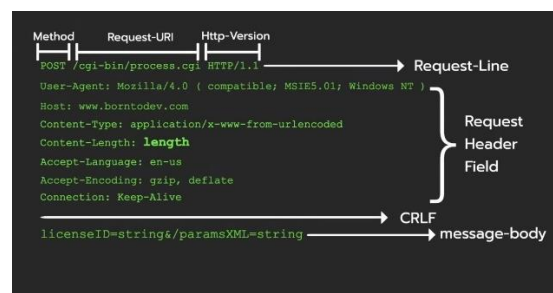 Method Request-URI Http-Version
POST /cgi-bin/process.cgi HTTP/1.1 Request-Line
User-Agent: Mozilla/4.0 ( compatible; MSIE5.01; Windows NT )
Host: www.borntodev.com
Content-Type: application/x-www-from-urlencoded
Content-Length: length
Accept-Language: en-us
Accept-Encoding: gzip, deflate
Connection: Keep-Alive
Request
Header
Field
CRLF
licenseID=string&/paramsXML=string message-body